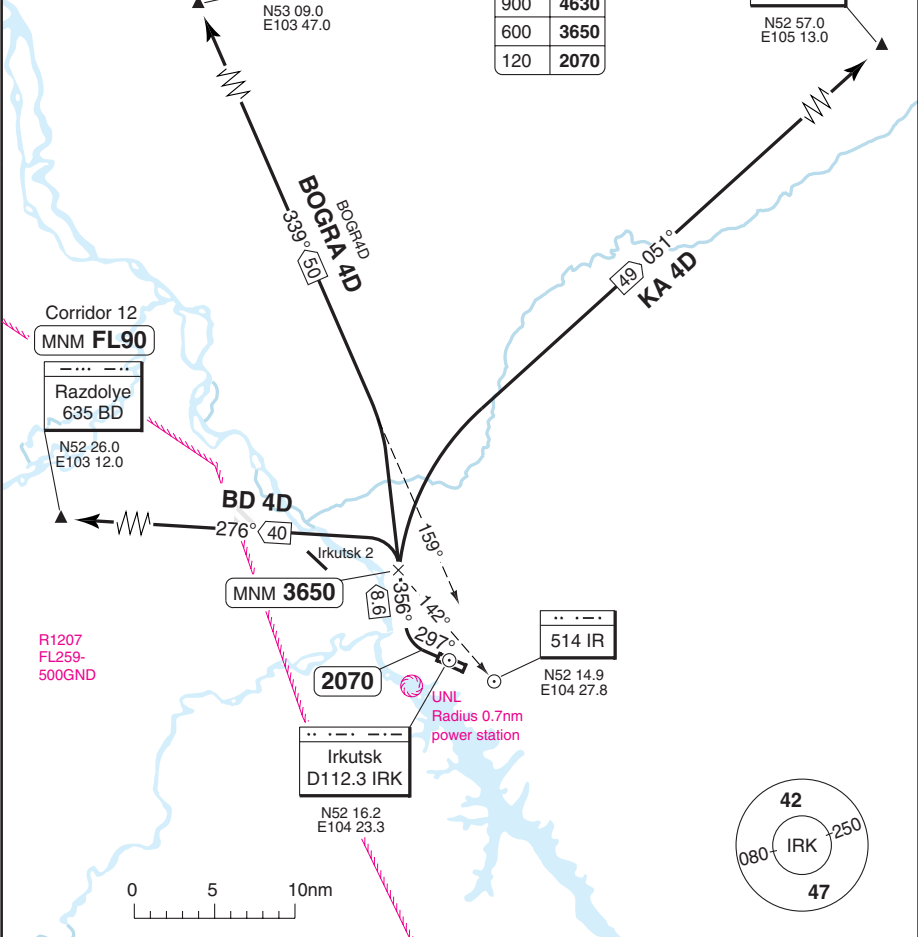 N53 09.0
E103 47.0
900 4630
600 3650
120 2070
N52 57.0
E105 13.0
BOGR4D
BOGRA 4D
339° 50
49 051°
KA 4D
Corridor 12
MNM FL90
Razdolye
635 BD
N52 26.0
E103 12.0
BD 4D
276° 40
Irkutsk 2
159°
MNM 3650
8.6 356°
142°
297°
514 IR
N52 14.9
E104 27.8
R1207
FL259-
500GND
2070
UNL
Radius 0.7nm
power station
Irkutsk
D112.3 IRK
N52 16.2
E104 23.3
42
250
IRK
080
47
0 5 10nm